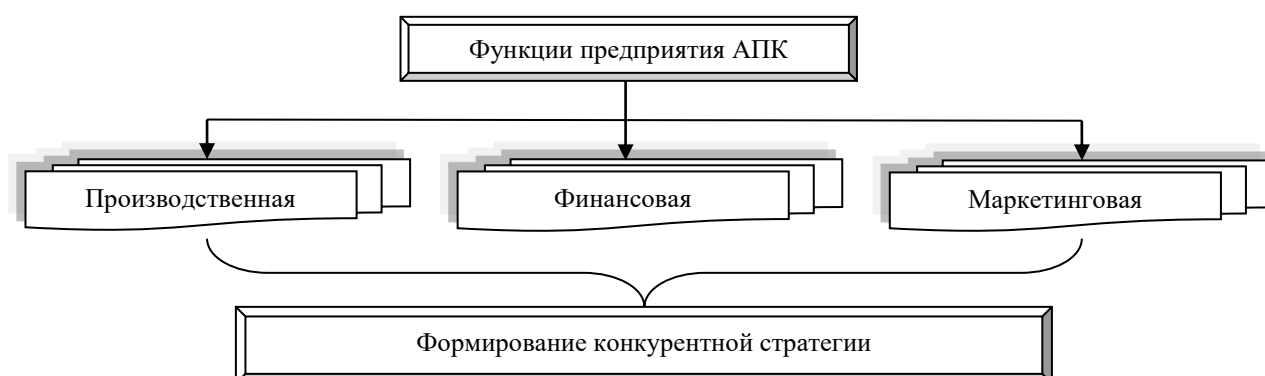 Функции предприятия АПК
Производственная
Финансовая
Маркетинговая
Формирование конкурентной стратегии